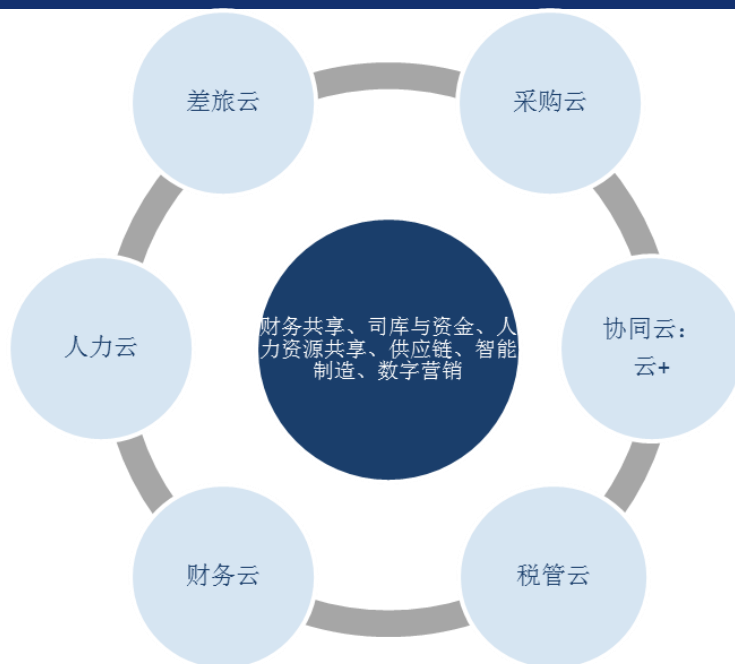 差旅云
采购云
人力云
财务共享、司库与资金、人
力资源共享、供应链、智能
制造、数字营销
协同云：
云+
财务云
税管云